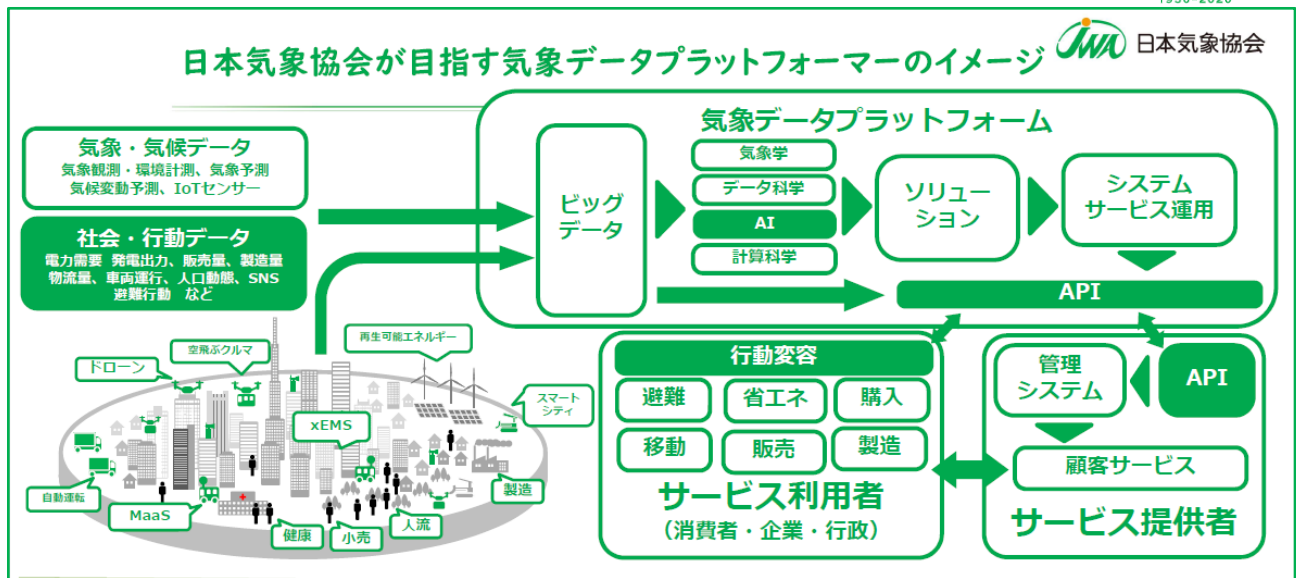 1950-2020
日本気象協会が目指す気象データプラットフォーマーのイメージ
JWA 日本気象協会
気象・気候データ
気象観測・環境計測、気象予測
気候変動予測、IoTセンサー
社会・行動データ
電力需要 発電出力、販売量、製造量
物流量、車両運行、人口動態、SNS
避難行動 など
気象データプラットフォーム
ビッグ
データ
気象学
データ科学
AI
計算科学
ソリュー
ション
システム
サービス運用
API
再生可能エネルギー
空飛ぶクルマ
ドローン
スマート
シティ
xEMS
自動運転
MaaS
健康
小売
人流
製造
行動変容
避難
省エネ
購入
移動
販売
製造
サービス利用者
（消費者・企業・行政）
管理
システム
API
顧客サービス
サービス提供者